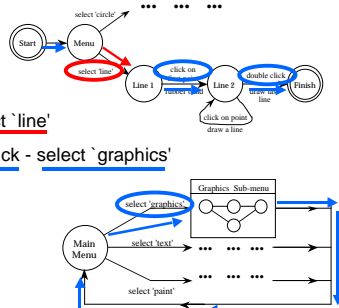 select 'circle'
Start
Menu
select 'line'
Line 1
click on
rubber
Line 2
double click
draw last
line
Finish
click on point
draw a line
t `line'
ck - select `graphics'
Graphics Sub-menu
select 'graphics'
Main
Menu
select 'text'
select 'paint'